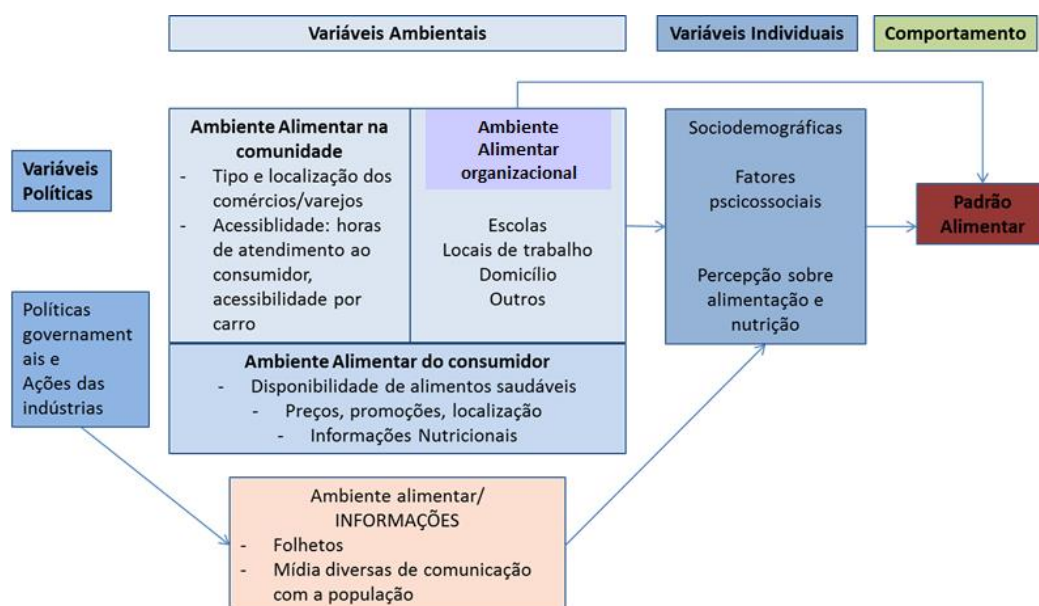 Variáveis Ambientais
Variáveis Individuais
Comportamento
Variáveis
Políticas
Políticas
governament
ais e
Ações das
indústrias
Ambiente Alimentar na
comunidade
- Tipo e localização dos
comércios/varejos
- Acessiblidade: horas
de atendimento ao
consumidor,
acessibilidade por
carro
Ambiente
Alimentar
organizacional
Escolas
Locais de trabalho
Domicílio
Outros
Ambiente Alimentar do consumidor
- Disponibilidade de alimentos saudáveis
- Preços, promoções, localização
- Informações Nutricionais
Ambiente alimentar/
INFORMAÇÕES
- Folhetos
- Mídia diversas de comunicação
com a população
Sociodemográficas
Fatores
pscicossociais
Percepção sobre
alimentação e
nutrição
Padrão
Alimentar